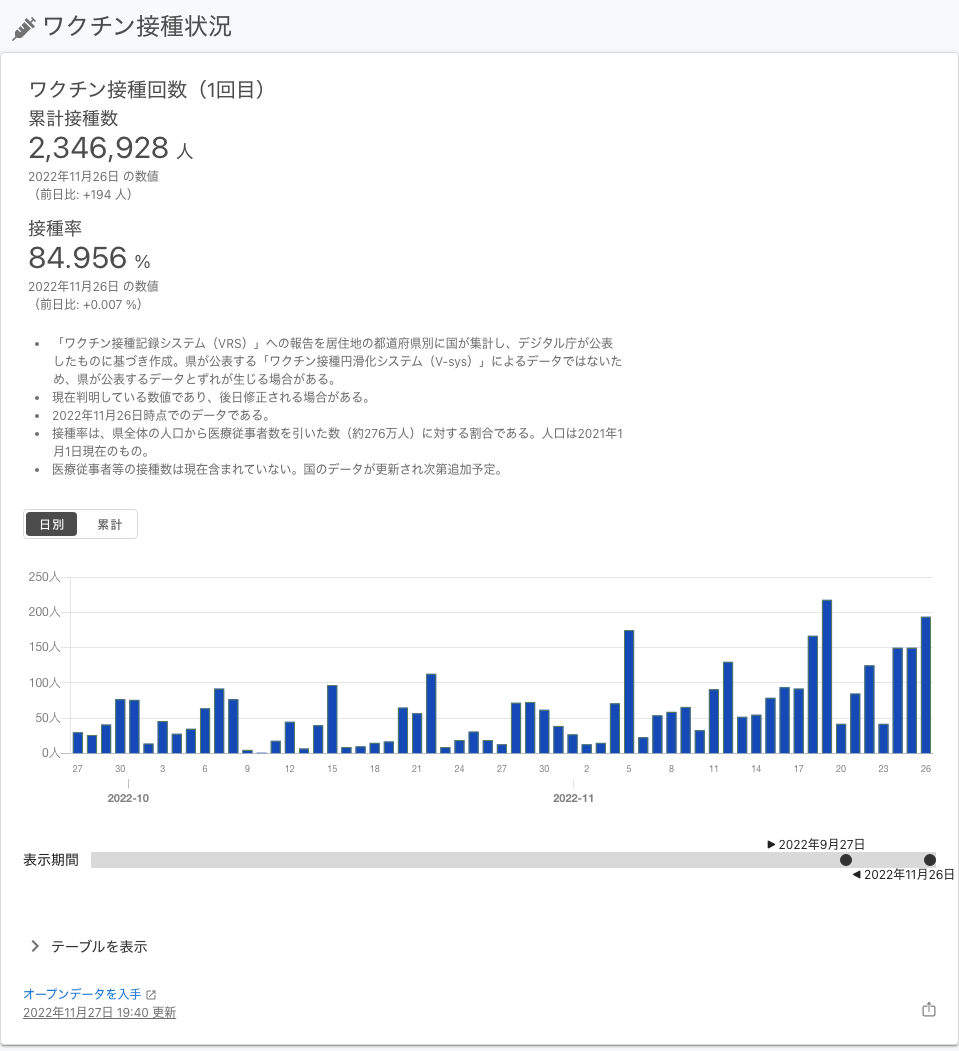 ワクチン接種状況
ワクチン接種回数（1回目）
累計接種数
2,346,928 人
2022年11月26日 の数値
（前日比: +194 人）
接種率
84.956 %
2022年11月26日 の数値
（前日比: +0.007 %）
• 「ワクチン接種記録システム（VRS）」への報告を居住地の都道府県別に国が集計し、デジタル庁が公表
したものに基づき作成。県が公表する「ワクチン接種円滑化システム（V-sys）」によるデータではないた
め、県が公表するデータとずれが生じる場合がある。
• 現在判明している数値であり、後日修正される場合がある。
• 2022年11月26日時点でのデータである。
• 接種率は、県全体の人口から医療従事者数を引いた数（約276万人）に対する割合である。人口は2021年1
月1日現在のもの。
• 医療従事者等の接種数は現在含まれていない。国のデータが更新され次第追加予定。
日別 累計
250人
200人
150人
100人
50人
0人
27 30 3 6 9 12 15 18 21 24 27 30 2 5 8 11 14 17 20 23 26
2022-10 2022-11
▶ 2022年9月27日
表示期間
◀ 2022年11月26日
テーブルを表示
オープンデータを入手
2022年11月27日 19:40 更新